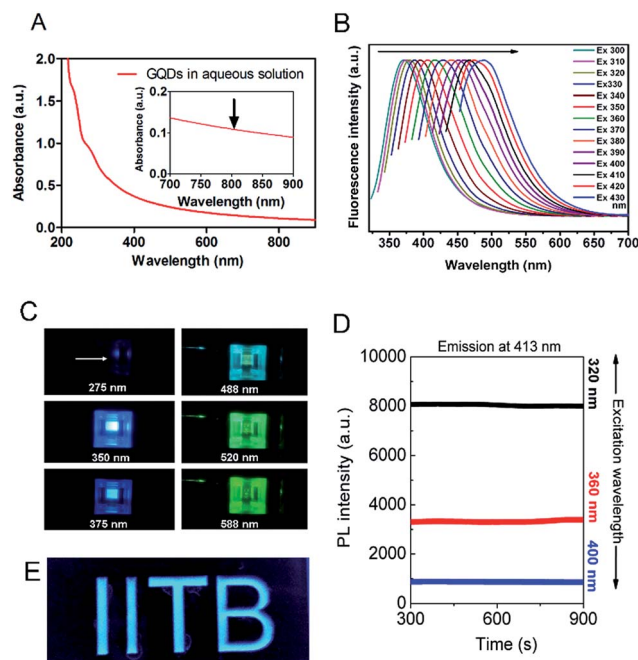 A
2.0
1.5
1.0
0.5
0.0
Absorbance (a.u.)
GQDs in aqueous solution
Absorbance (a.u.)
0.2
0.1
0.0
700 800 900
Wavelength (nm)
200 400 600 800
Wavelength (nm)
B
Fluorescence intensity (a.u.)
Ex 300
Ex 310
Ex 320
Ex330
Ex 340
Ex 350
Ex 360
Ex 370
Ex 380
Ex 390
Ex 400
Ex 410
Ex 420
Ex 430
nm
350 400 450 500 550 600 650 700
Wavelength (nm)
C
275 nm
488 nm
350 nm
520 nm
375 nm
588 nm
D
Emission at 413 nm
10000
8000
6000
4000
2000
0
PL intensity (a.u.)
320 nm
360 nm
400 nm
Excitation wavelength
300 600 900
Time (s)
E
IITB